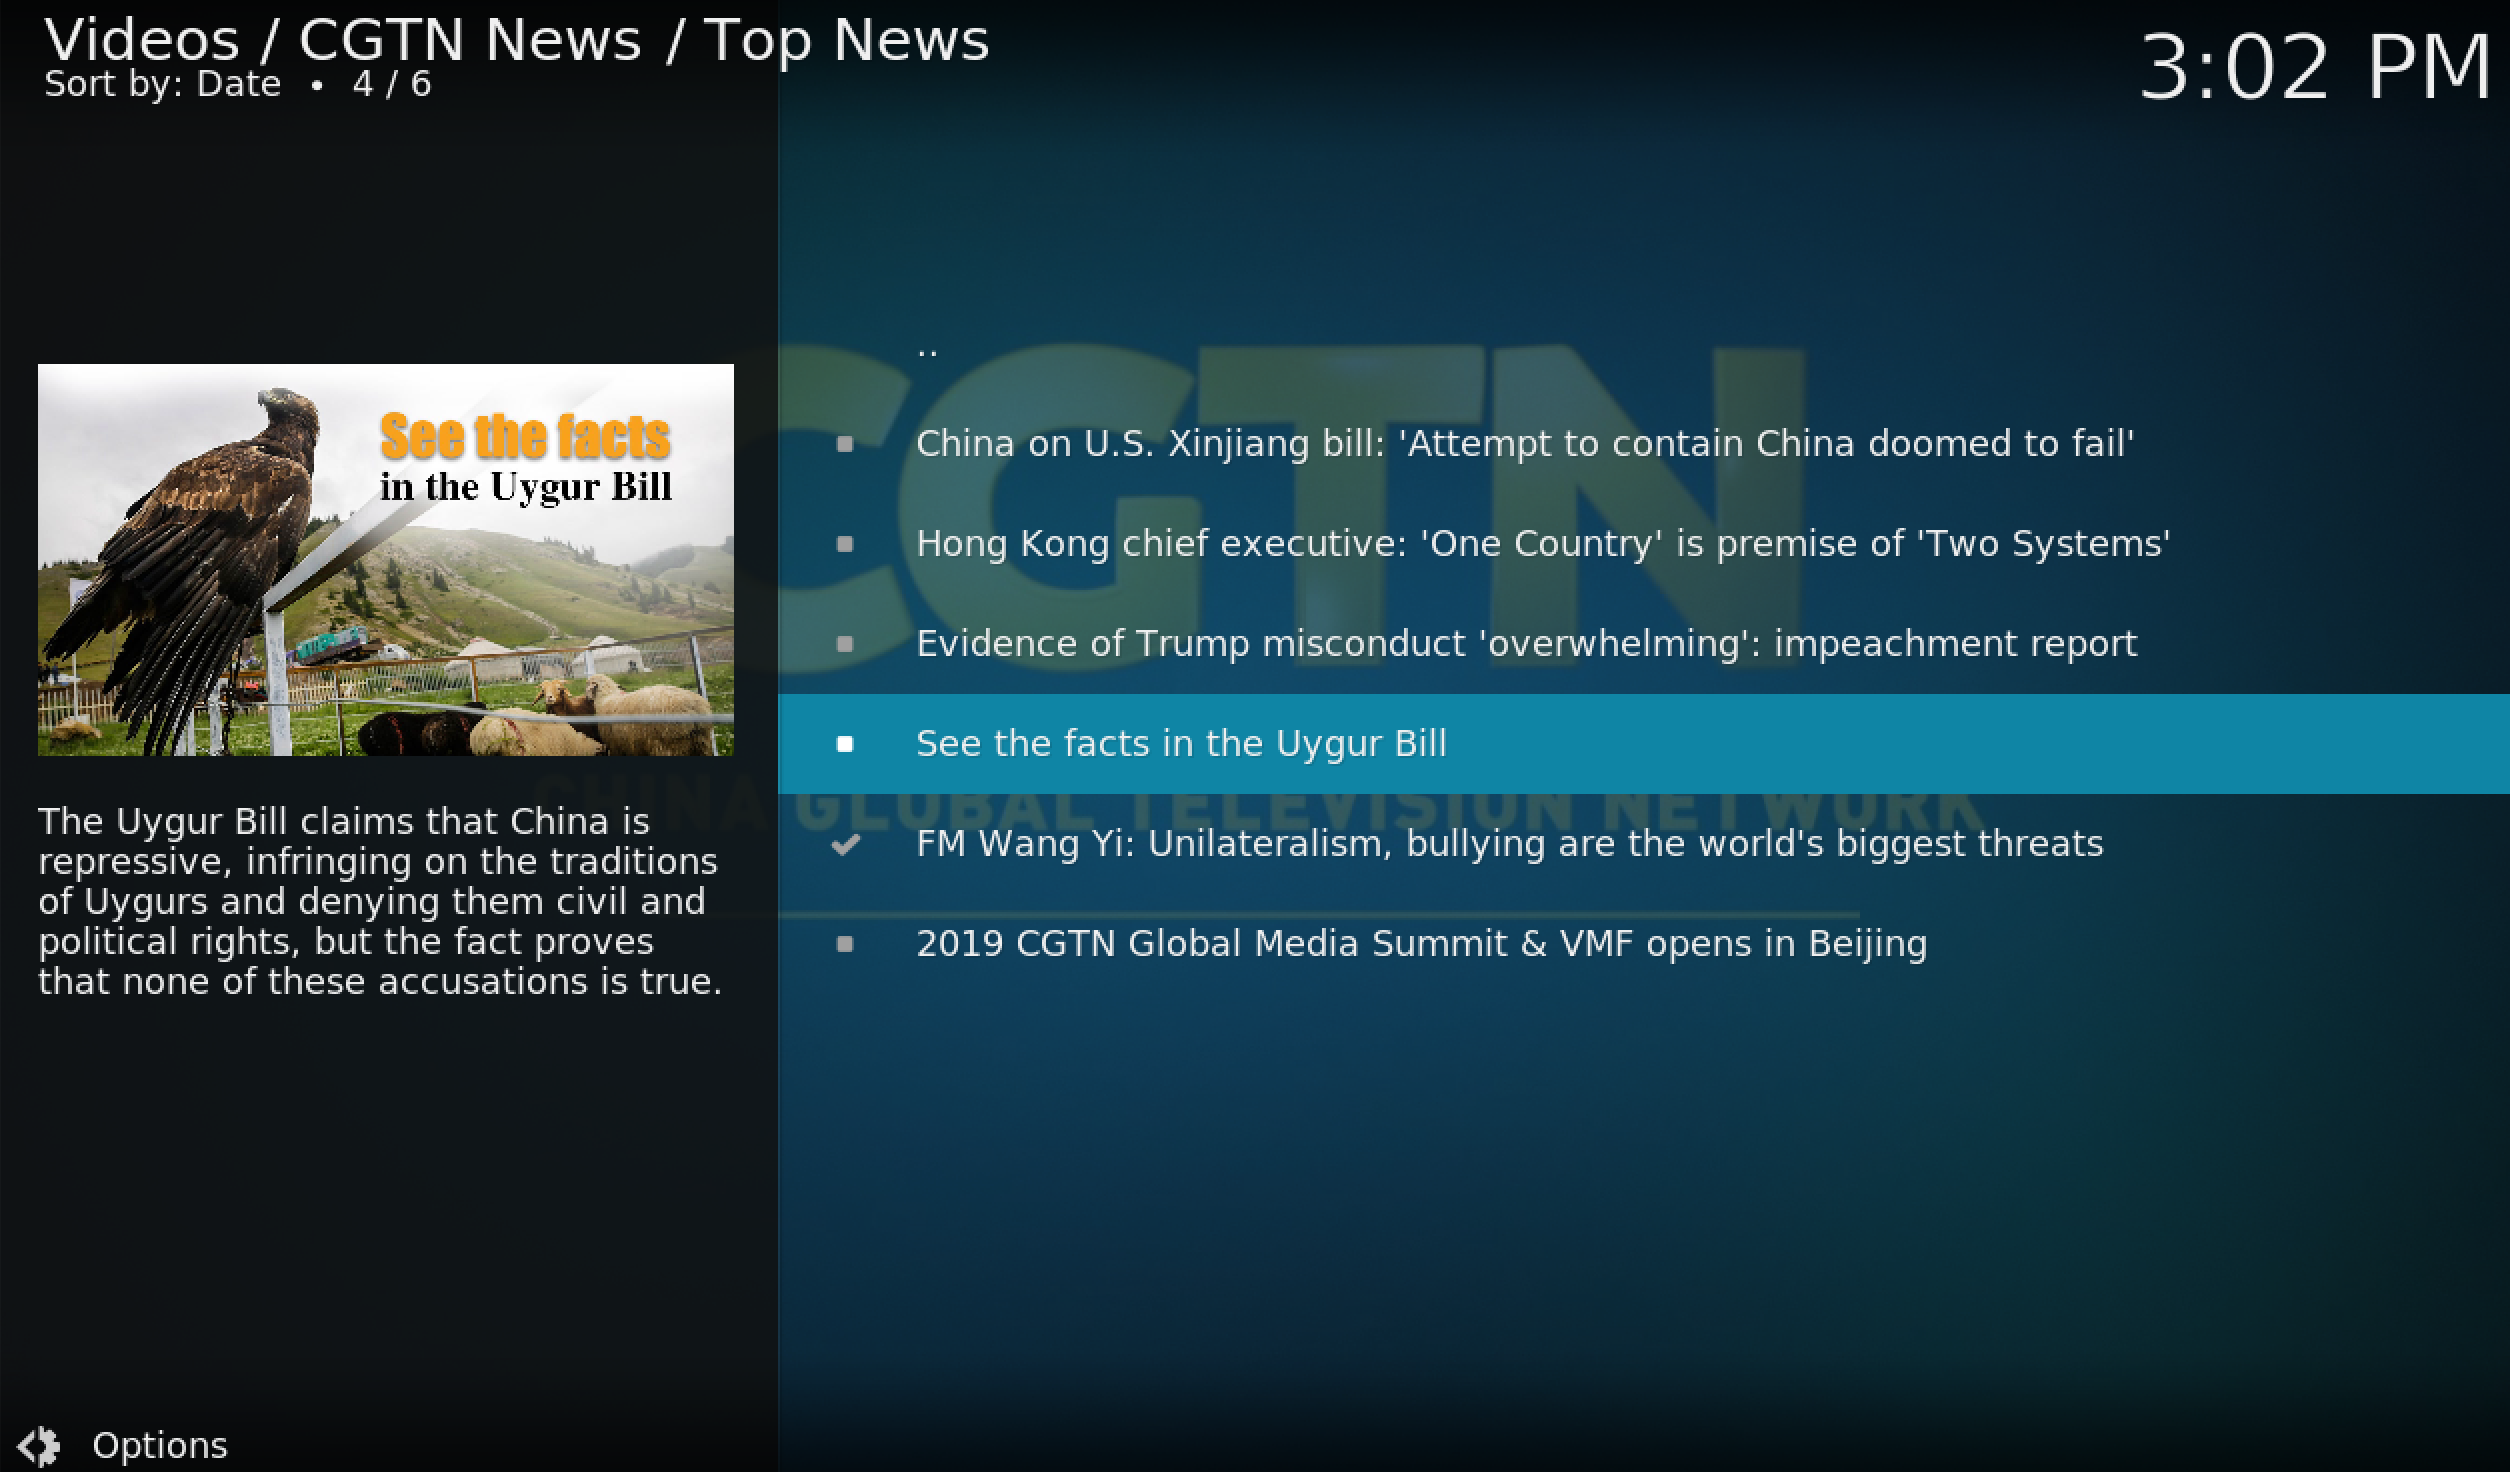 Videos / CGTN News / Top News
Sort by: Date • 4 / 6
3:02 PM
See the facts
in the Uygur Bill
The Uygur Bill claims that China is
repressive, infringing on the traditions
of Uygurs and denying them civil and
political rights, but the fact proves
that none of these accusations is true.
..
China on U.S. Xinjiang bill: 'Attempt to contain China doomed to fail'
Hong Kong chief executive: 'One Country' is premise of 'Two Systems'
Evidence of Trump misconduct 'overwhelming': impeachment report
See the facts in the Uygur Bill
FM Wang Yi: Unilateralism, bullying are the world's biggest threats
2019 CGTN Global Media Summit & VMF opens in Beijing
CGTN
CHINA GLOBAL TELEVISION NETWORK
Options